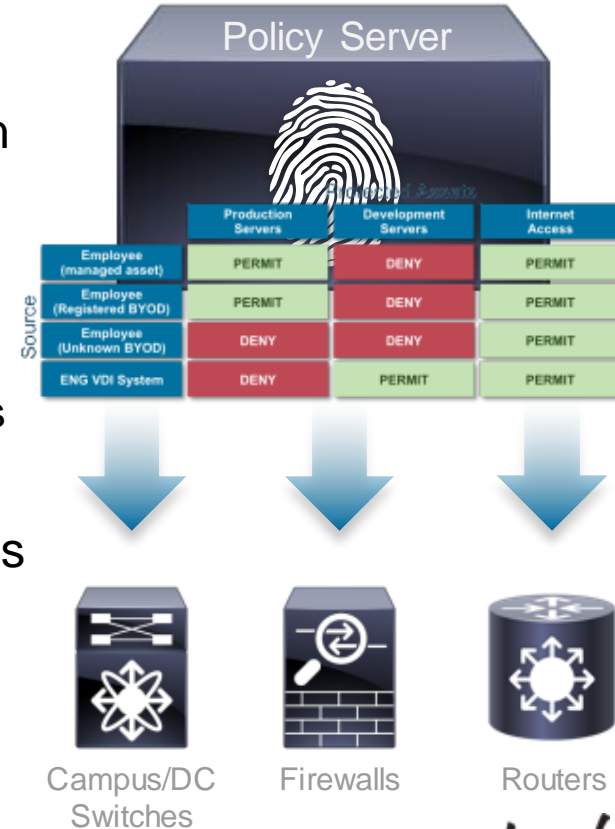 Policy Server
Protected Assets
Production
Servers
Development
Servers
Internet
Access
Source
Employee
(managed asset)
PERMIT
DENY
PERMIT
Employee
(Registered BYOD)
PERMIT
DENY
PERMIT
Employee
(Unknown BYOD)
DENY
DENY
PERMIT
ENG VDI System
DENY
PERMIT
PERMIT
Campus/DC
Switches
Firewalls
Routers